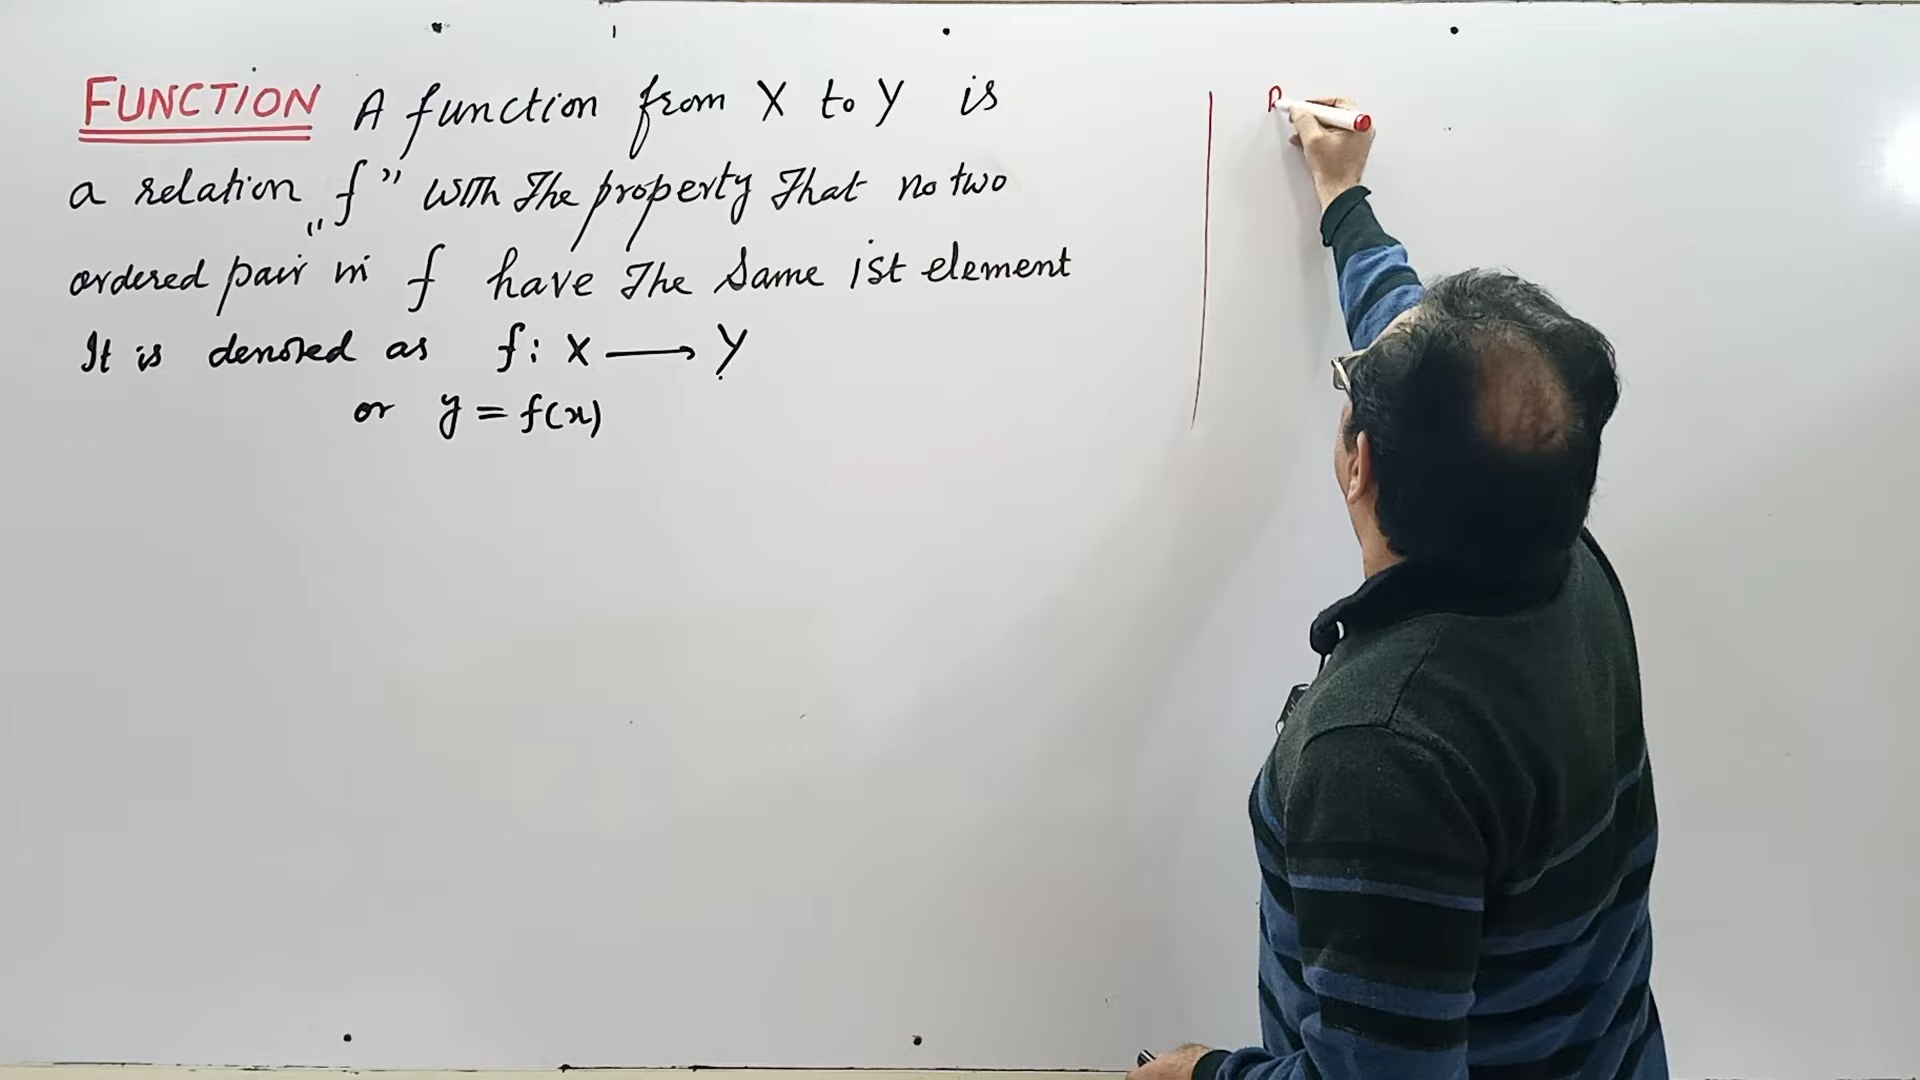 FUNCTION A function from X to Y is
a relation "f" with the property that no two
ordered pair in f have the same 1st element
It is denoted as f: X ⟶ Y
or y = f(x)